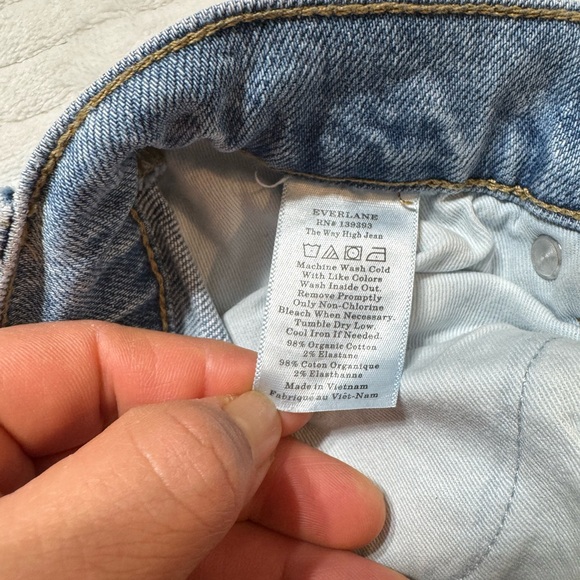 EVERLANE
RN# 139393
The Way High Jean
Machine Wash Cold
With Like Colors
Wash Inside Out.
Remove Promptly
Only Non-Chlorine
Bleach When Necessary.
Tumble Dry Low.
Cool Iron If Needed.
98% Organic Cotton
2% Elastane
98% Coton Organique
2% Elasthanne
Made in Vietnam
Fabriqué au Viêt-Nam